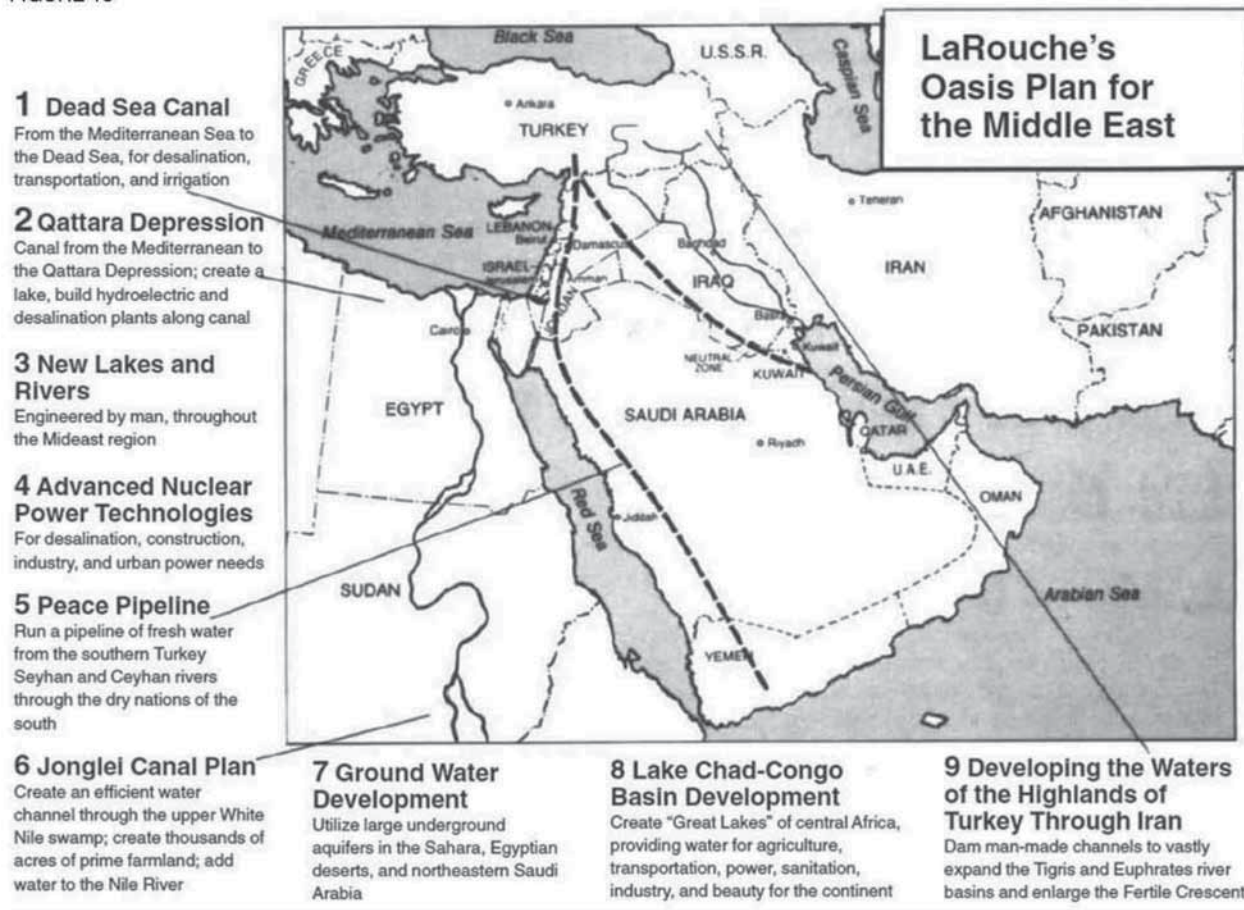 LaRouche's
Oasis Plan for
the Middle East
1 Dead Sea Canal
From the Mediterranean Sea to
the Dead Sea, for desalination,
transportation, and irrigation
2 Qattara Depression
Canal from the Mediterranean to
the Qattara Depression; create a
lake, build hydroelectric and
desalination plants along canal
3 New Lakes and
Rivers
Engineered by man, throughout
the Mideast region
4 Advanced Nuclear
Power Technologies
For desalination, construction,
industry, and urban power needs
5 Peace Pipeline
Run a pipeline of fresh water
from the southern Turkey
Seyhan and Ceyhan rivers
through the dry nations of the
south
6 Jonglei Canal Plan
Create an efficient water
channel through the upper White
Nile swamp; create thousands of
acres of prime farmland; add
water to the Nile River
7 Ground Water
Development
Utilize large underground
aquifers in the Sahara, Egyptian
deserts, and northeastern Saudi
Arabia
8 Lake Chad-Congo
Basin Development
Create "Great Lakes" of central Africa,
providing water for agriculture,
transportation, power, sanitation,
industry, and beauty for the continent
9 Developing the Waters
of the Highlands of
Turkey Through Iran
Dam man-made channels to vastly
expand the Tigris and Euphrates river
basins and enlarge the Fertile Crescent
GREECE
Black Sea
U.S.S.R.
Caspian Sea
Ankara
TURKEY
Teheran
AFGHANISTAN
Mediterranean Sea
LEBANON
Beirut
Damascus
Baghdad
ISRAEL
Jerusalem
Amman
JORDAN
IRAQ
IRAN
Basra
PAKISTAN
Cairo
NEUTRAL
ZONE
KUWAIT
Kuwait
Persian Gulf
EGYPT
SAUDI ARABIA
QATAR
Riyadh
U.A.E.
OMAN
Red Sea
Jiddah
SUDAN
Arabian Sea
YEMEN